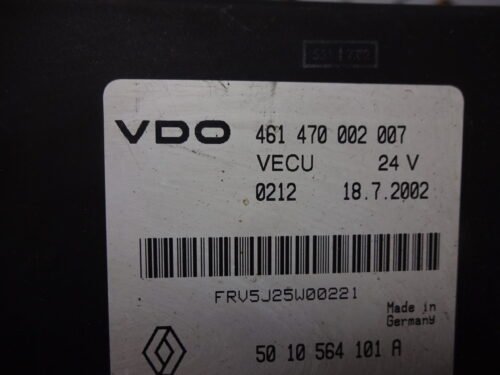 VDO 461 470 002 007
VECU 24 V
0212 18.7.2002
FRV5J25W00221
Made in
Germany
50 10 564 101 A